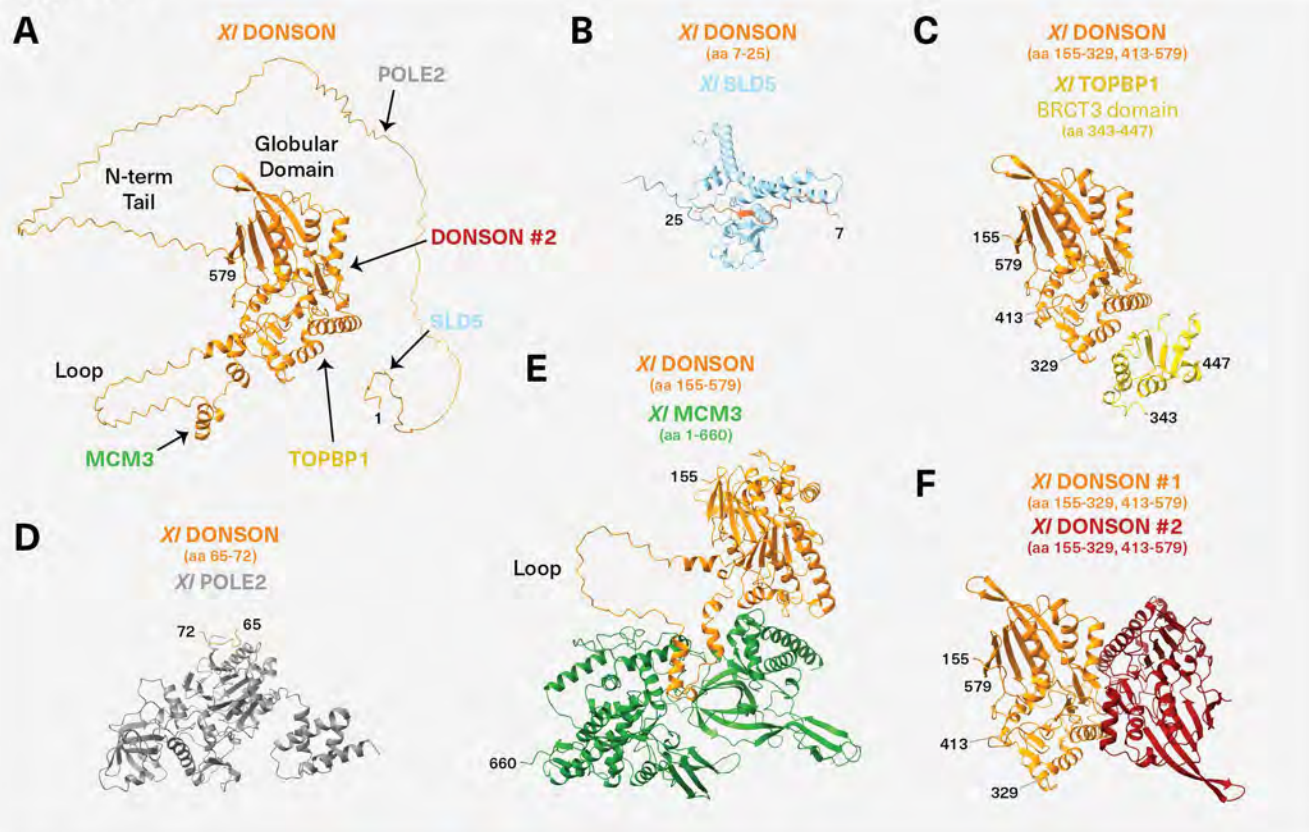 A
Xl DONSON
POLE2
Globular
Domain
N-term
Tail
DONSON #2
579
SLD5
Loop
1
MCM3
TOPBP1
B
Xl DONSON
(aa 7-25)
Xl SLD5
25
7
C
Xl DONSON
(aa 155-329, 413-579)
Xl TOPBP1
BRCT3 domain
(aa 343-447)
155
579
413
329
447
343
D
Xl DONSON
(aa 65-72)
Xl POLE2
72
65
E
Xl DONSON
(aa 155-579)
Xl MCM3
(aa 1-660)
155
Loop
660
F
Xl DONSON #1
(aa 155-329, 413-579)
Xl DONSON #2
(aa 155-329, 413-579)
155
579
413
329